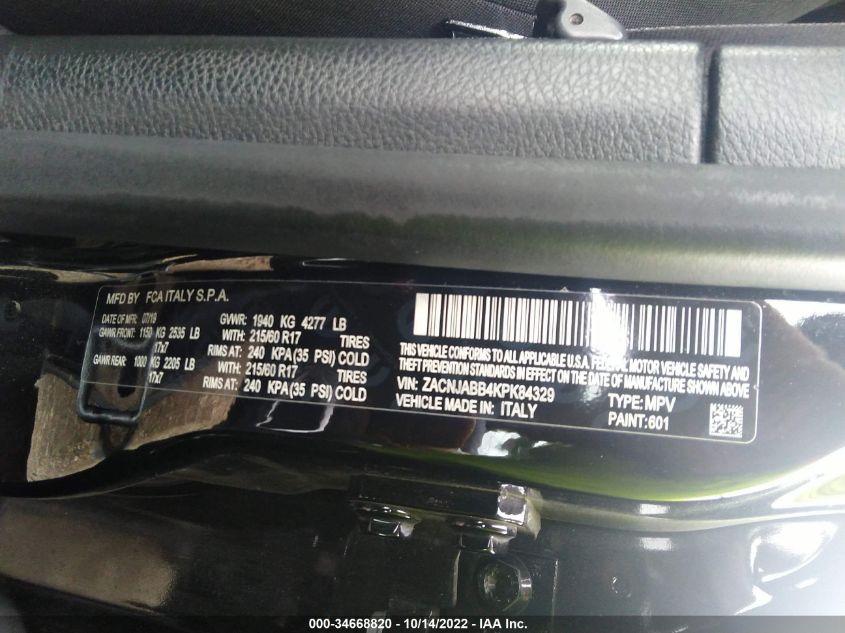 MFD BY FCA ITALY S.P.A.
DATE OF MFR: 07/19 GVWR: 1940 KG 4277 LB
GAWR FRONT: 1150 KG 2535 LB WITH: 215/60 R17 TIRES
17x7 RIMS AT: 240 KPA(35 PSI) COLD
GAWR REAR: 1000 KG 2205 LB WITH: 215/60 R17 TIRES
17x7 RIMS AT: 240 KPA(35 PSI) COLD
THIS VEHICLE CONFORMS TO ALL APPLICABLE U.S.A. FEDERAL MOTOR VEHICLE SAFETY AND
THEFT PREVENTION STANDARDS IN EFFECT ON THE DATE OF MANUFACTURE SHOWN ABOVE
VIN: ZACNJABB4KPK84329 TYPE: MPV
VEHICLE MADE IN: ITALY PAINT:601
000-34668820 - 10/14/2022 - IAA Inc.